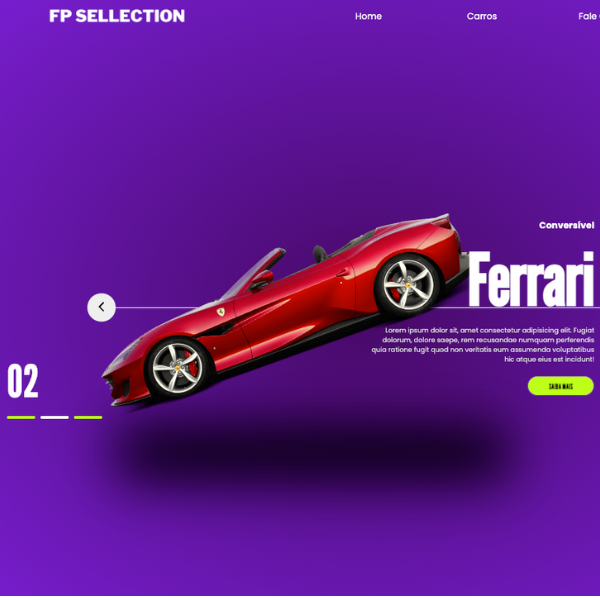 FP SELLECTION
Home
Carros
Fale
Conversível
Ferrari
Lorem ipsum dolor sit, amet consectetur adipisicing elit. Fugiat
dolorum, dolore saepe, rem recusandae numquam perferendis
quia ratione fugit quod non veritatis eum assumenda voluptatibus
hic atque eius est incidunt!
02
SAIBA MAIS